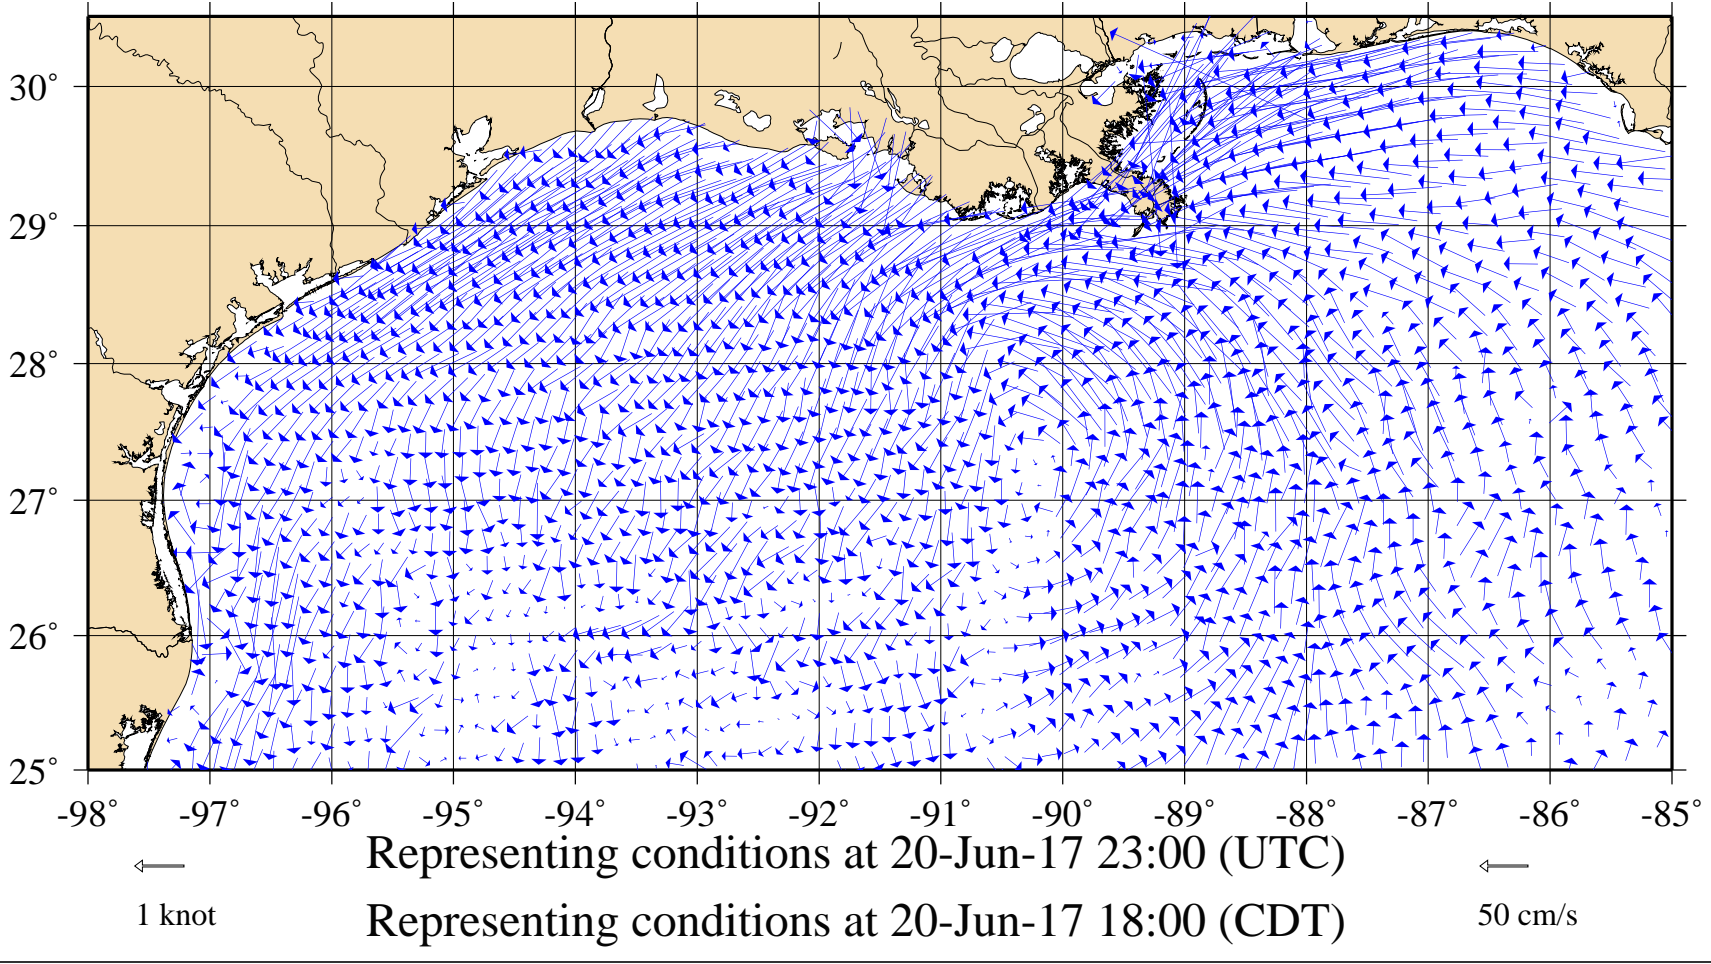 30°
29°
28°
27°
26°
25°
-98° -97° -96° -95° -94° -93° -92° -91° -90° -89° -88° -87° -86° -85°
Representing conditions at 20-Jun-17 23:00 (UTC)
1 knot
Representing conditions at 20-Jun-17 18:00 (CDT)
50 cm/s